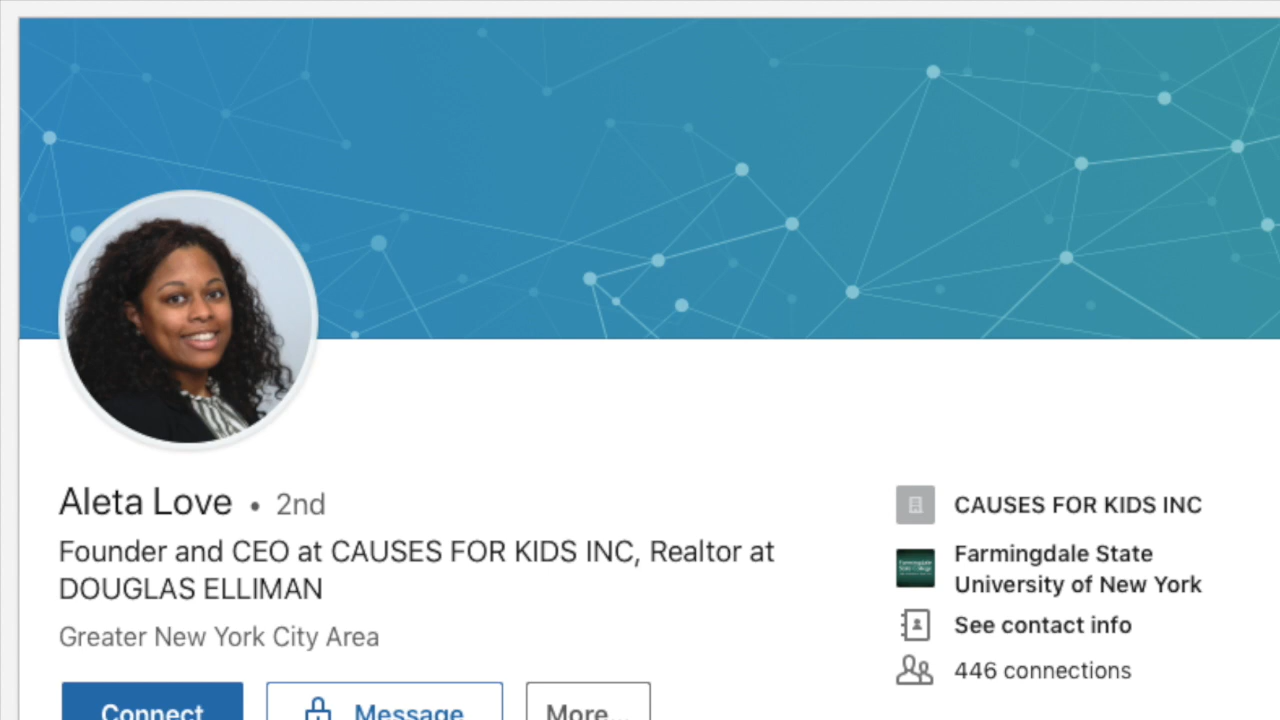 Aleta Love • 2nd
Founder and CEO at CAUSES FOR KIDS INC, Realtor at
DOUGLAS ELLIMAN
Greater New York City Area
Connect
Message
More...
CAUSES FOR KIDS INC
Farmingdale State
University of New York
See contact info
446 connections